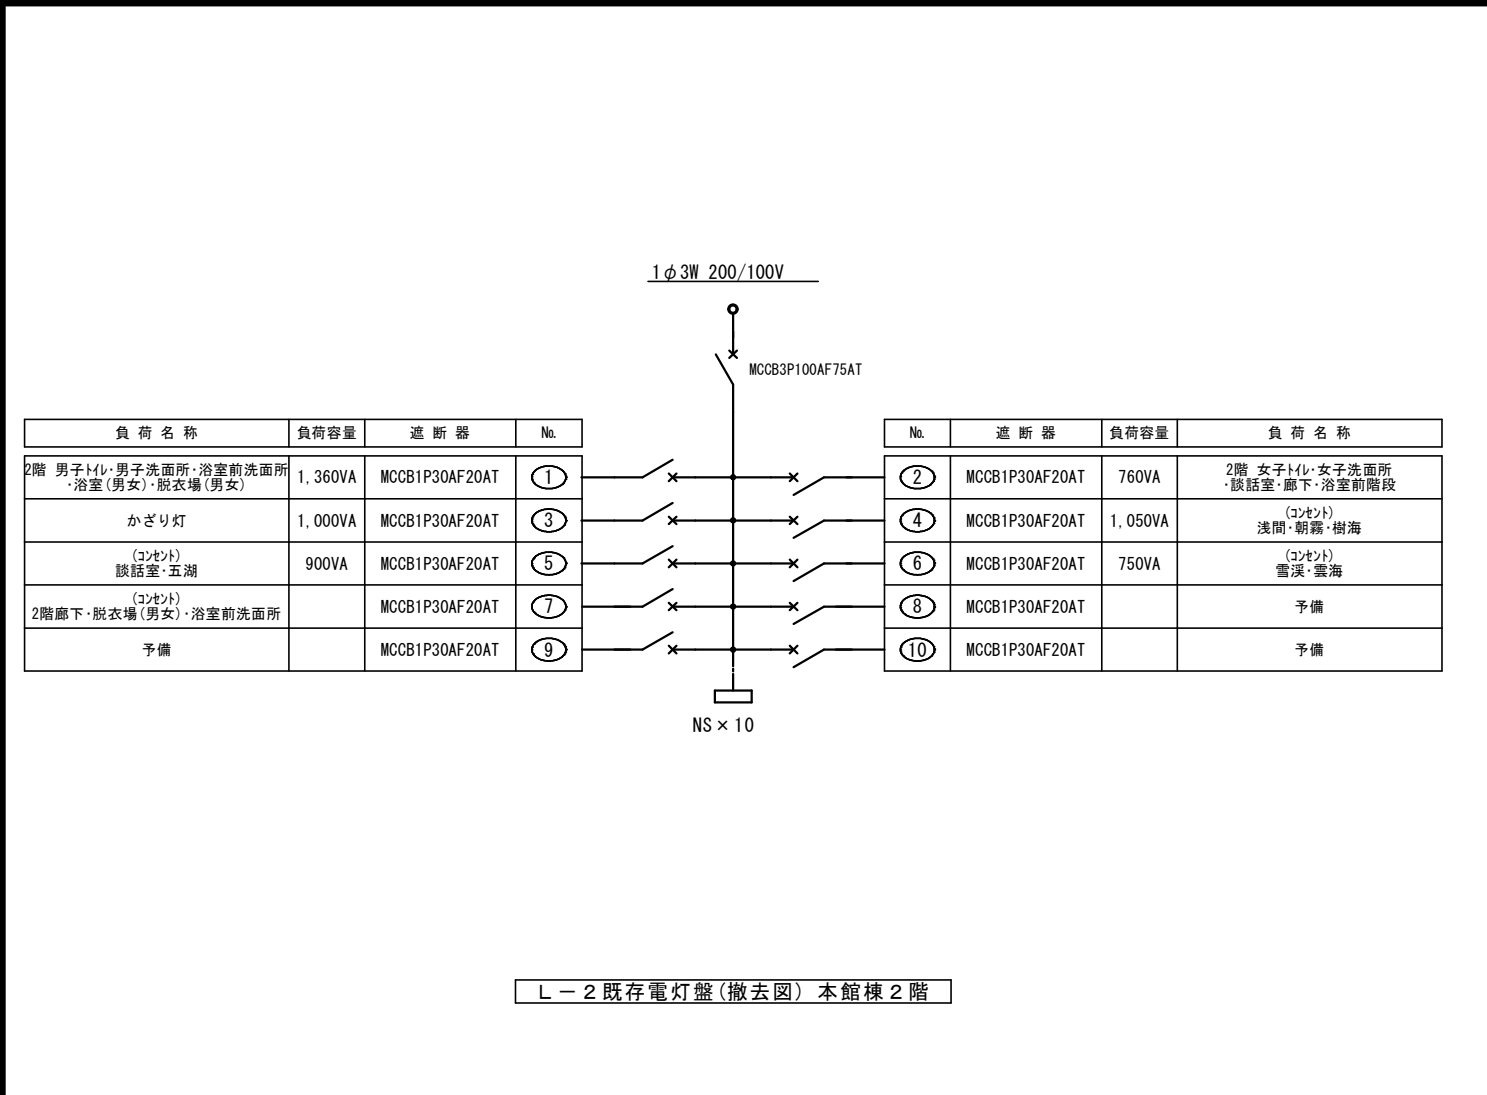 1φ3W 200/100V
MCCB3P100AF75AT
負荷名称 負荷容量 遮断器 No.
2階 男子ﾄｲﾚ･男子洗面所･浴室前洗面所
･浴室(男女)･脱衣場(男女)
1,360VA MCCB1P30AF20AT 1
かざり灯 1,000VA MCCB1P30AF20AT 3
(ｺﾝｾﾝﾄ)
談話室･五湖
900VA MCCB1P30AF20AT 5
(ｺﾝｾﾝﾄ)
2階廊下･脱衣場(男女)･浴室前洗面所
MCCB1P30AF20AT 7
予備 MCCB1P30AF20AT 9
No. 遮断器 負荷容量 負荷名称
2 MCCB1P30AF20AT 760VA
2階 女子ﾄｲﾚ･女子洗面所
･談話室･廊下･浴室前階段
4 MCCB1P30AF20AT 1,050VA
(ｺﾝｾﾝﾄ)
浅間･朝霧･樹海
6 MCCB1P30AF20AT 750VA
(ｺﾝｾﾝﾄ)
雪渓･雲海
8 MCCB1P30AF20AT 予備
10 MCCB1P30AF20AT 予備
NS×10
Ｌ－２既存電灯盤(撤去図) 本館棟２階